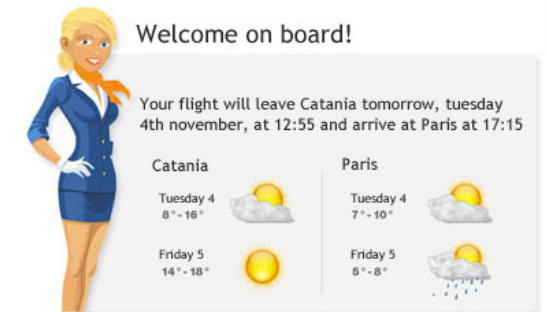 Welcome on board!
Your flight will leave Catania tomorrow, tuesday
4th november, at 12:55 and arrive at Paris at 17:15
Catania
Tuesday 4
8°-16°
Friday 5
14°-18°
Paris
Tuesday 4
7°-10°
Friday 5
5°-8°